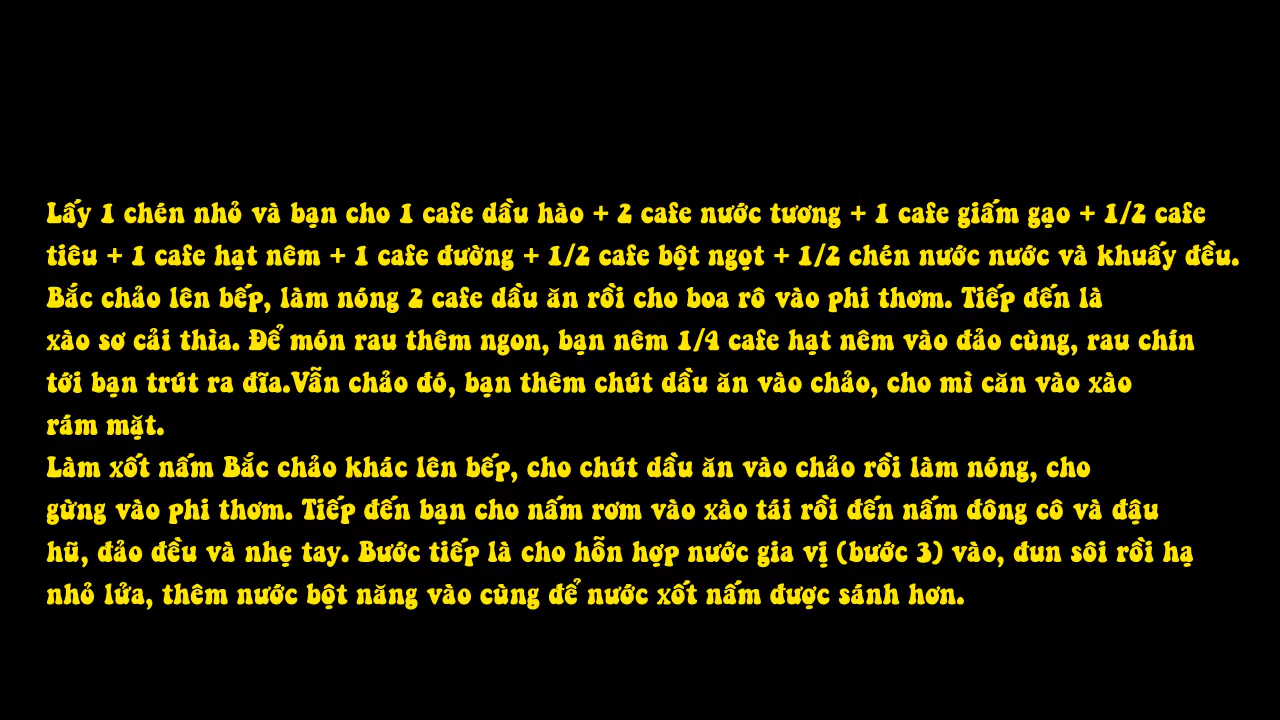 Lấy 1 chén nhỏ và bạn cho 1 cafe dầu hào + 2 cafe nước tương + 1 cafe giấm gạo + 1/2 cafe
tiêu + 1 cafe hạt nêm + 1 cafe đường + 1/2 cafe bột ngọt + 1/2 chén nước nước và khuấy đều.
Bắc chảo lên bếp, làm nóng 2 cafe dầu ăn rồi cho boa rô vào phi thơm. Tiếp đến là
xào sơ cải thìa. Để món rau thêm ngon, bạn nêm 1/4 cafe hạt nêm vào đảo cùng, rau chín
tới bạn trút ra dĩa.Vẫn chảo đó, bạn thêm chút dầu ăn vào chảo, cho mì căn vào xào
rám mặt.
Làm xốt nấm Bắc chảo khác lên bếp, cho chút dầu ăn vào chảo rồi làm nóng, cho
gừng vào phi thơm. Tiếp đến bạn cho nấm rơm vào xào tái rồi đến nấm đông cô và đậu
hũ, đảo đều và nhẹ tay. Bước tiếp là cho hỗn hợp nước gia vị (bước 3) vào, đun sôi rồi hạ
nhỏ lửa, thêm nước bột năng vào cùng để nước xốt nấm được sánh hơn.